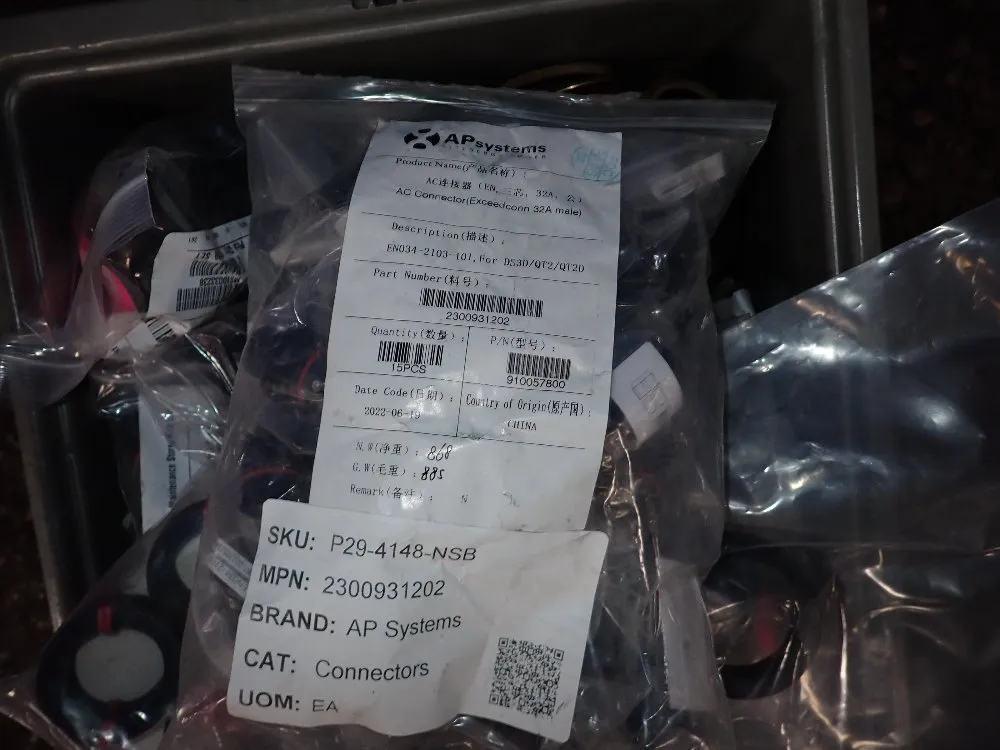 APsystems
Product Name(产品名称)：
AC连接器（EN，三芯，32A，公）
AC Connector(Exceedconn 32A male)
Description(描述)：
EN034-2103-101,For DS3D/QT2/QT2D
Part Number(料号)：
2300931202
Quantity(数量)：
15PCS
P/N(型号)：
910057800
Date Code(日期)：
2022-06-19
Country of Origin(原产国)：
CHINA
N.W(净重)：868
G.W(毛重)：885
Remark(备注)： N
SKU: P29-4148-NSB
MPN: 2300931202
BRAND: AP Systems
CAT: Connectors
UOM: EA